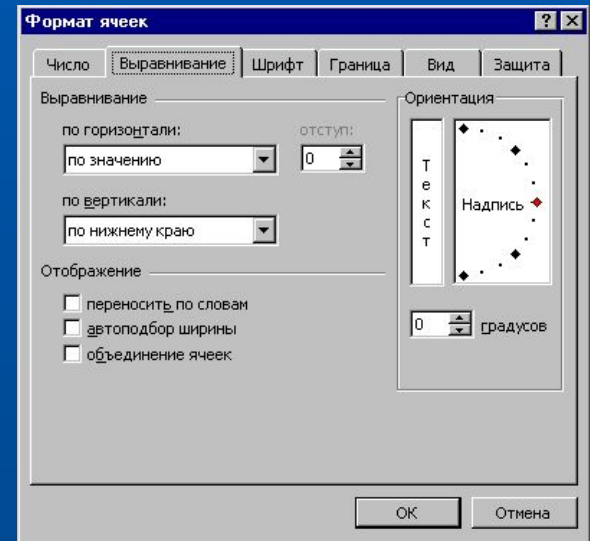 Формат ячеек
Число Выравнивание Шрифт Граница Вид Защита
Выравнивание
по горизонтали: отступ:
по значению 0
по вертикали:
по нижнему краю
Отображение
переносить по словам
автоподбор ширины
объединение ячеек
Ориентация
Текст
Надпись
0 градусов
ОК Отмена